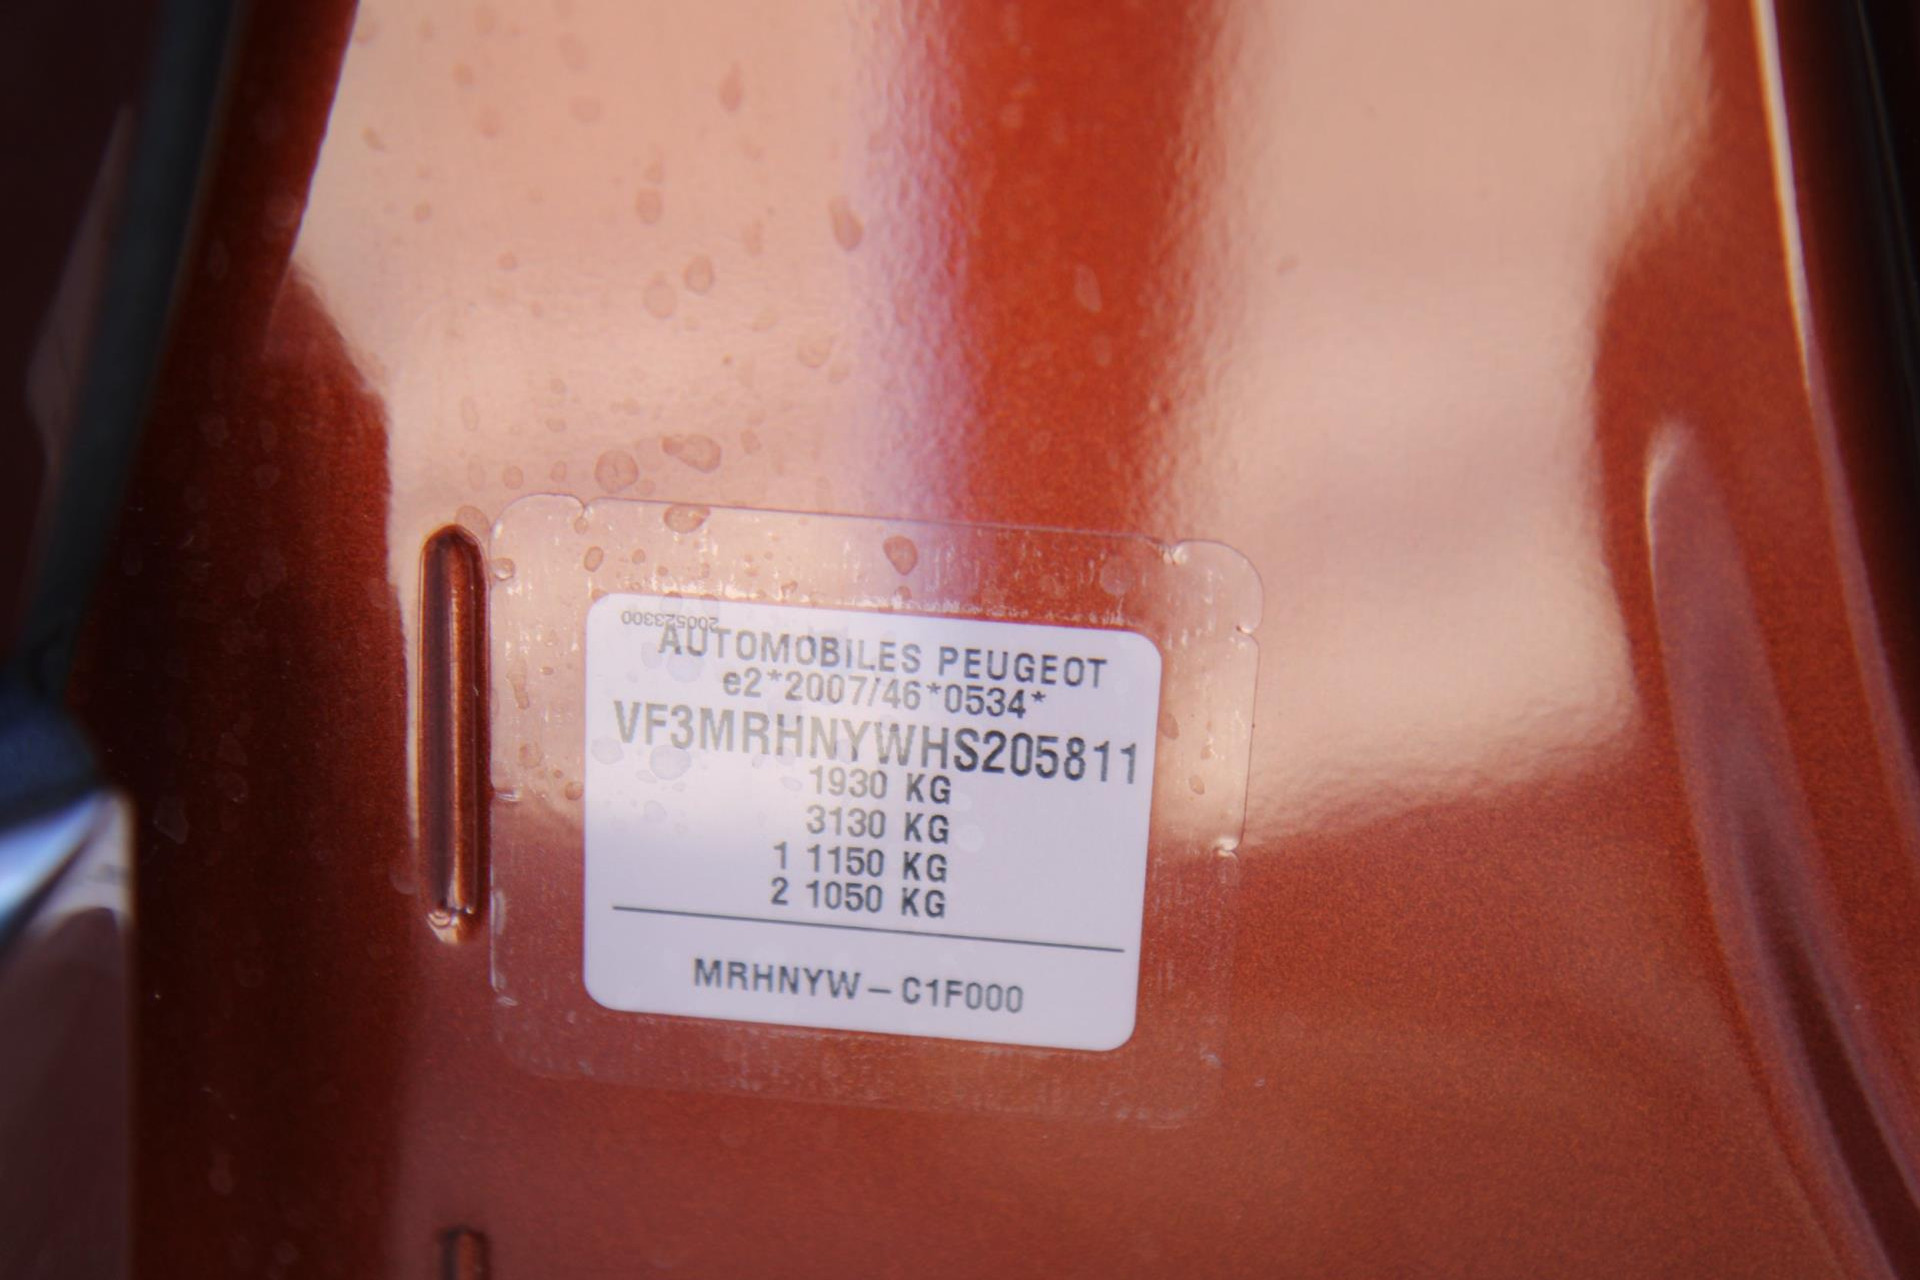 200523300
AUTOMOBILES PEUGEOT
e2*2007/46*0534*
VF3MRHNYWHS205811
1930 KG
3130 KG
1 1150 KG
2 1050 KG
MRHNYW – C1F000